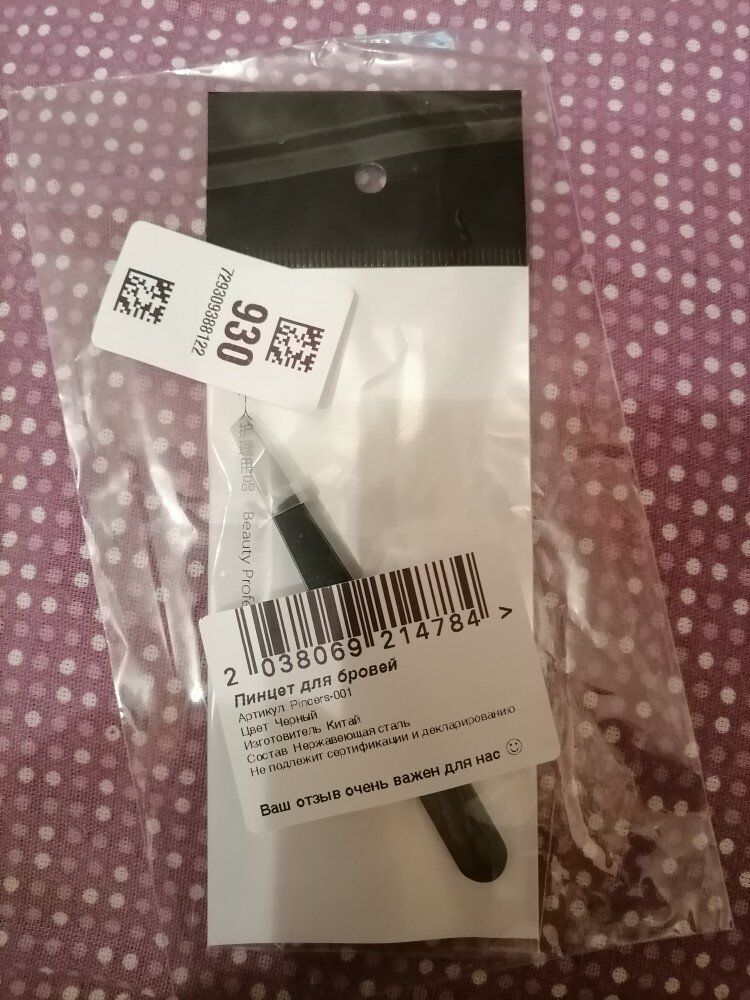 729309388122
930
Beauty Profe
2 038069 214784 >
Пинцет для бровей
Артикул Pincers-001
Цвет Черный
Изготовитель Китай
Состав Нержавеющая сталь
Не подлежит сертификации и декларированию
Ваш отзыв очень важен для нас ☺